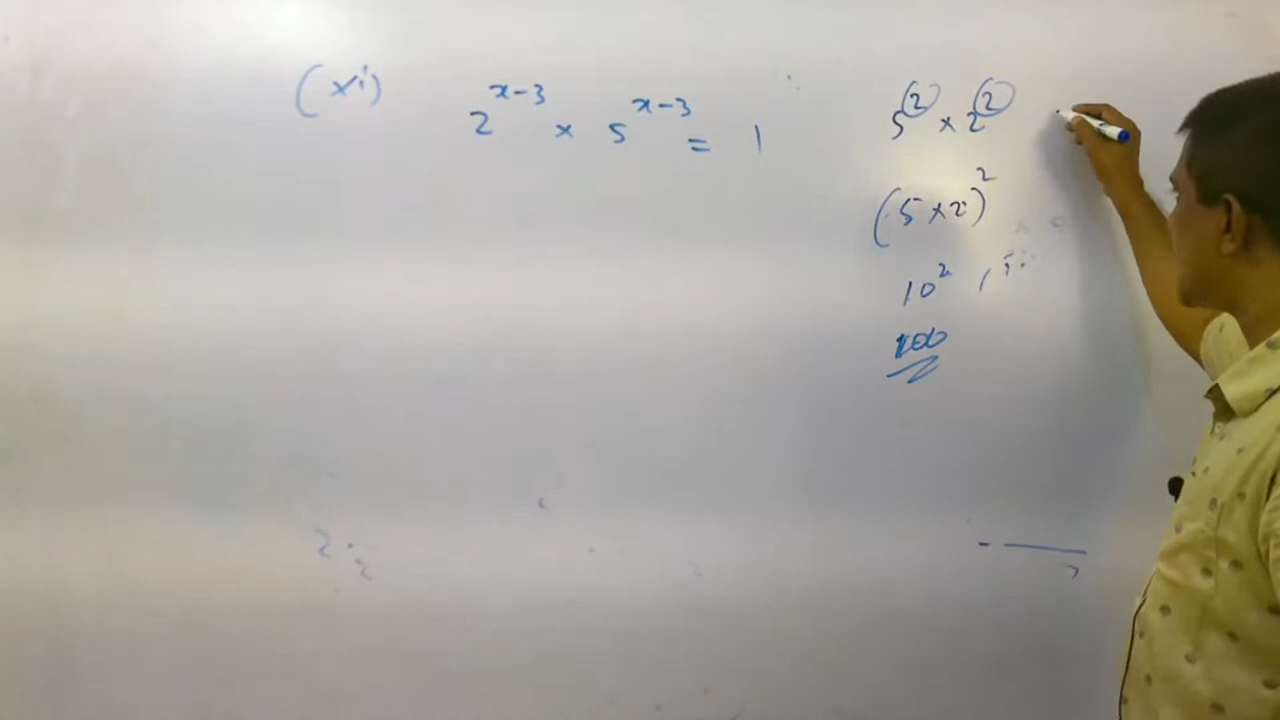 (xi) 2^{x-3} × 5^{x-3} = 1
5^2 × 2^2
(5 × 2)^2
10^2
100